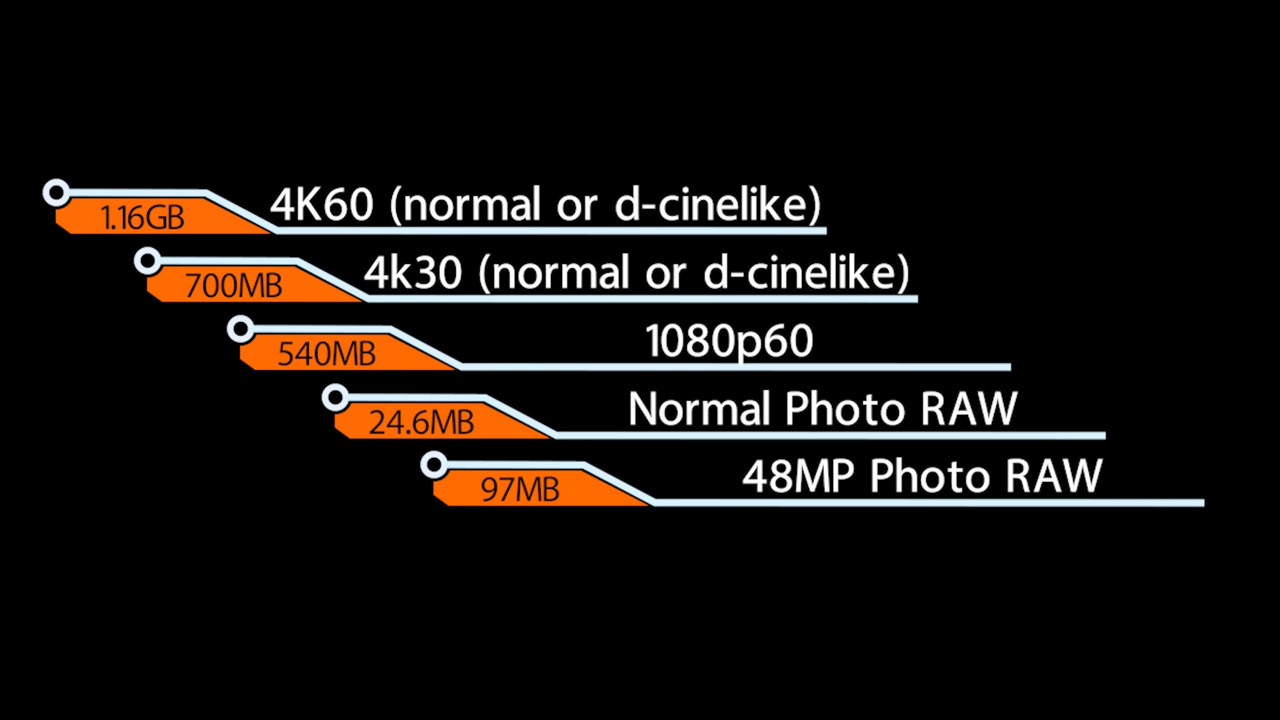 1.16GB 4K60 (normal or d-cinelike)
700MB 4k30 (normal or d-cinelike)
540MB 1080p60
24.6MB Normal Photo RAW
97MB 48MP Photo RAW